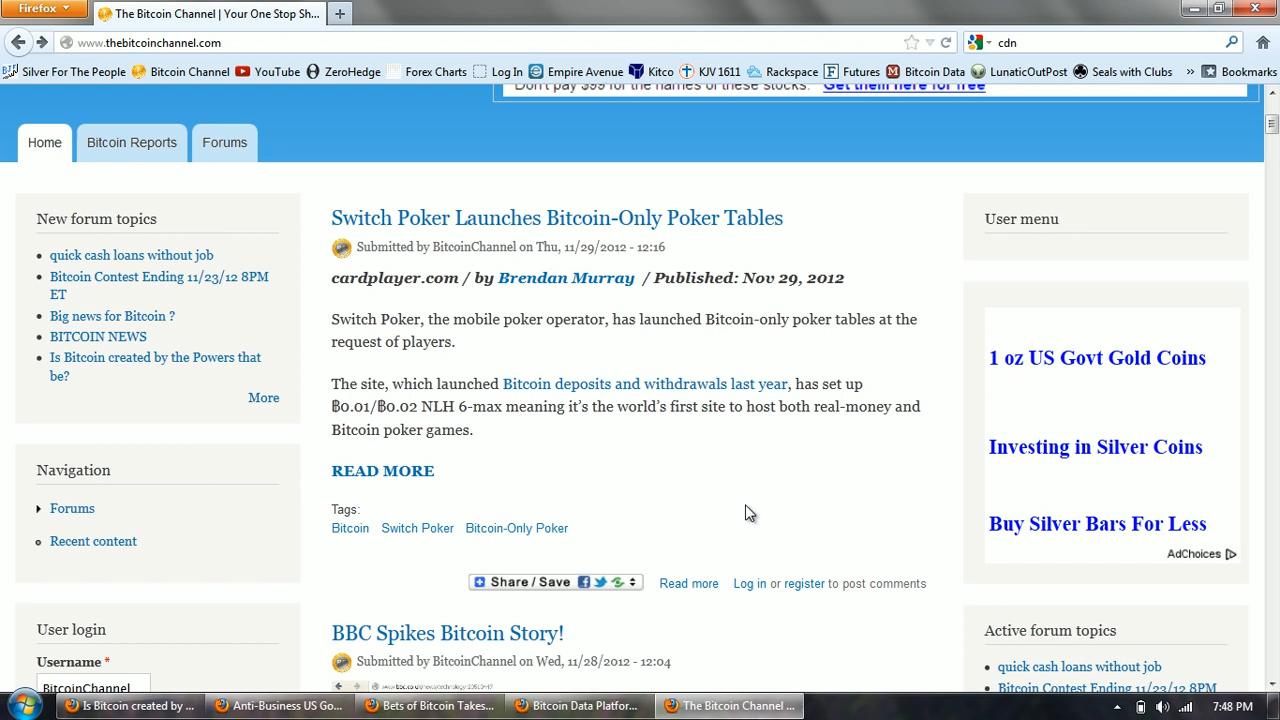 Firefox
The Bitcoin Channel | Your One Stop Sh...
www.thebitcoinchannel.com
cdn
Silver For The People
Bitcoin Channel
YouTube
ZeroHedge
Forex Charts
Log In
Empire Avenue
Kitco
KJV 1611
Rackspace
Futures
Bitcoin Data
LunaticOutPost
Seals with Clubs
»
Bookmarks
Don't pay $99 for the names of these stocks. Get them here for free
Home
Bitcoin Reports
Forums
New forum topics
quick cash loans without job
Bitcoin Contest Ending 11/23/12 8PM
ET
Big news for Bitcoin ?
BITCOIN NEWS
Is Bitcoin created by the Powers that
be?
More
Navigation
Forums
Recent content
User login
Username *
BitcoinChannel
Switch Poker Launches Bitcoin-Only Poker Tables
Submitted by BitcoinChannel on Thu, 11/29/2012 - 12:16
cardplayer.com / by Brendan Murray / Published: Nov 29, 2012
Switch Poker, the mobile poker operator, has launched Bitcoin-only poker tables at the
request of players.
The site, which launched Bitcoin deposits and withdrawals last year, has set up
฿0.01/฿0.02 NLH 6-max meaning it's the world's first site to host both real-money and
Bitcoin poker games.
READ MORE
Tags:
Bitcoin Switch Poker Bitcoin-Only Poker
Share / Save
Read more
Log in or register to post comments
BBC Spikes Bitcoin Story!
Submitted by BitcoinChannel on Wed, 11/28/2012 - 12:04
User menu
1 oz US Govt Gold Coins
Investing in Silver Coins
Buy Silver Bars For Less
AdChoices
Active forum topics
quick cash loans without job
Bitcoin Contest Ending 11/23/12 8PM
Is Bitcoin created by ...
Anti-Business US Go...
Bets of Bitcoin Takes...
Bitcoin Data Platfor...
The Bitcoin Channel ...
7:48 PM